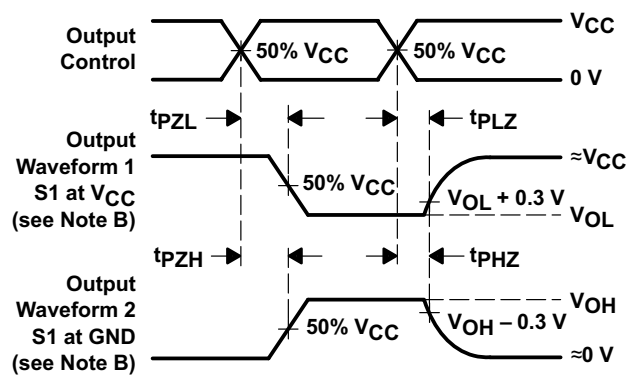 Output
Control
50% VCC
50% VCC
VCC
0 V
tPZL
tPLZ
Output
Waveform 1
S1 at VCC
(see Note B)
50% VCC
≈VCC
VOL + 0.3 V
VOL
tPZH
tPHZ
Output
Waveform 2
S1 at GND
(see Note B)
50% VCC
VOH
VOH – 0.3 V
≈0 V